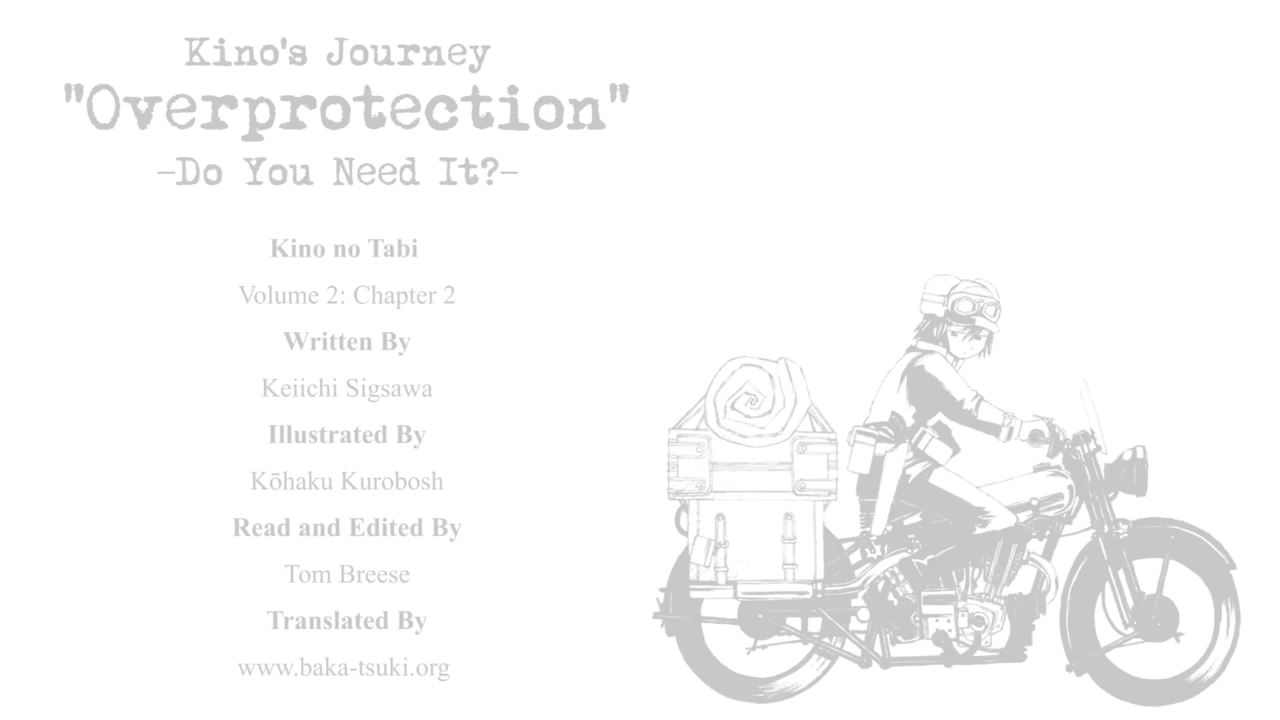 Kino's Journey
"Overprotection"
-Do You Need It?-
Kino no Tabi
Volume 2: Chapter 2
Written By
Keiichi Sigsawa
Illustrated By
Kōhaku Kurobosh
Read and Edited By
Tom Breese
Translated By
www.baka-tsuki.org